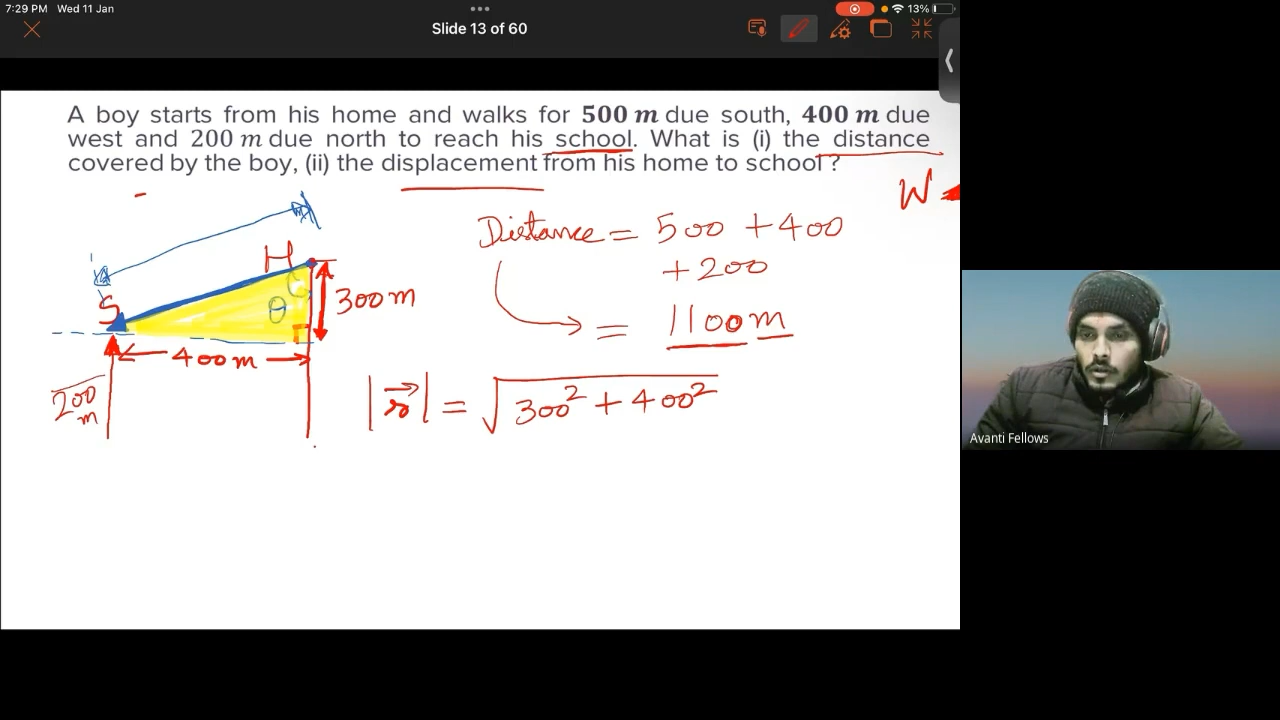 7:29 PM Wed 11 Jan
13%
Slide 13 of 60
A boy starts from his home and walks for 500 m due south, 400 m due
west and 200 m due north to reach his school. What is (i) the distance
covered by the boy, (ii) the displacement from his home to school ?
W
Distance = 500 + 400
+ 200
= 1100m
H
S
θ
300m
400m
200
m
|r⃗| = √300² + 400²
Avanti Fellows